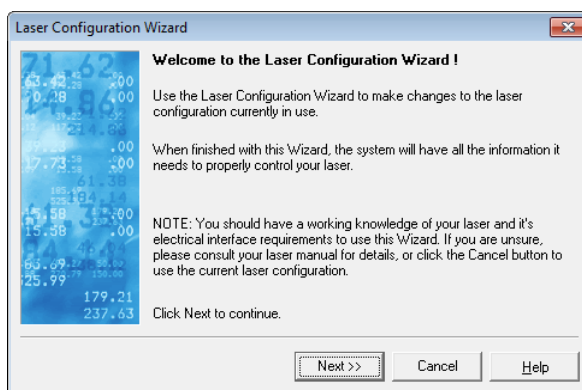 Laser Configuration Wizard
Welcome to the Laser Configuration Wizard !
Use the Laser Configuration Wizard to make changes to the laser
configuration currently in use.
When finished with this Wizard, the system will have all the information it
needs to properly control your laser.
NOTE: You should have a working knowledge of your laser and it's
electrical interface requirements to use this Wizard. If you are unsure,
please consult your laser manual for details, or click the Cancel button to
use the current laser configuration.
Click Next to continue.
179.21
237.63
Next >>
Cancel
Help